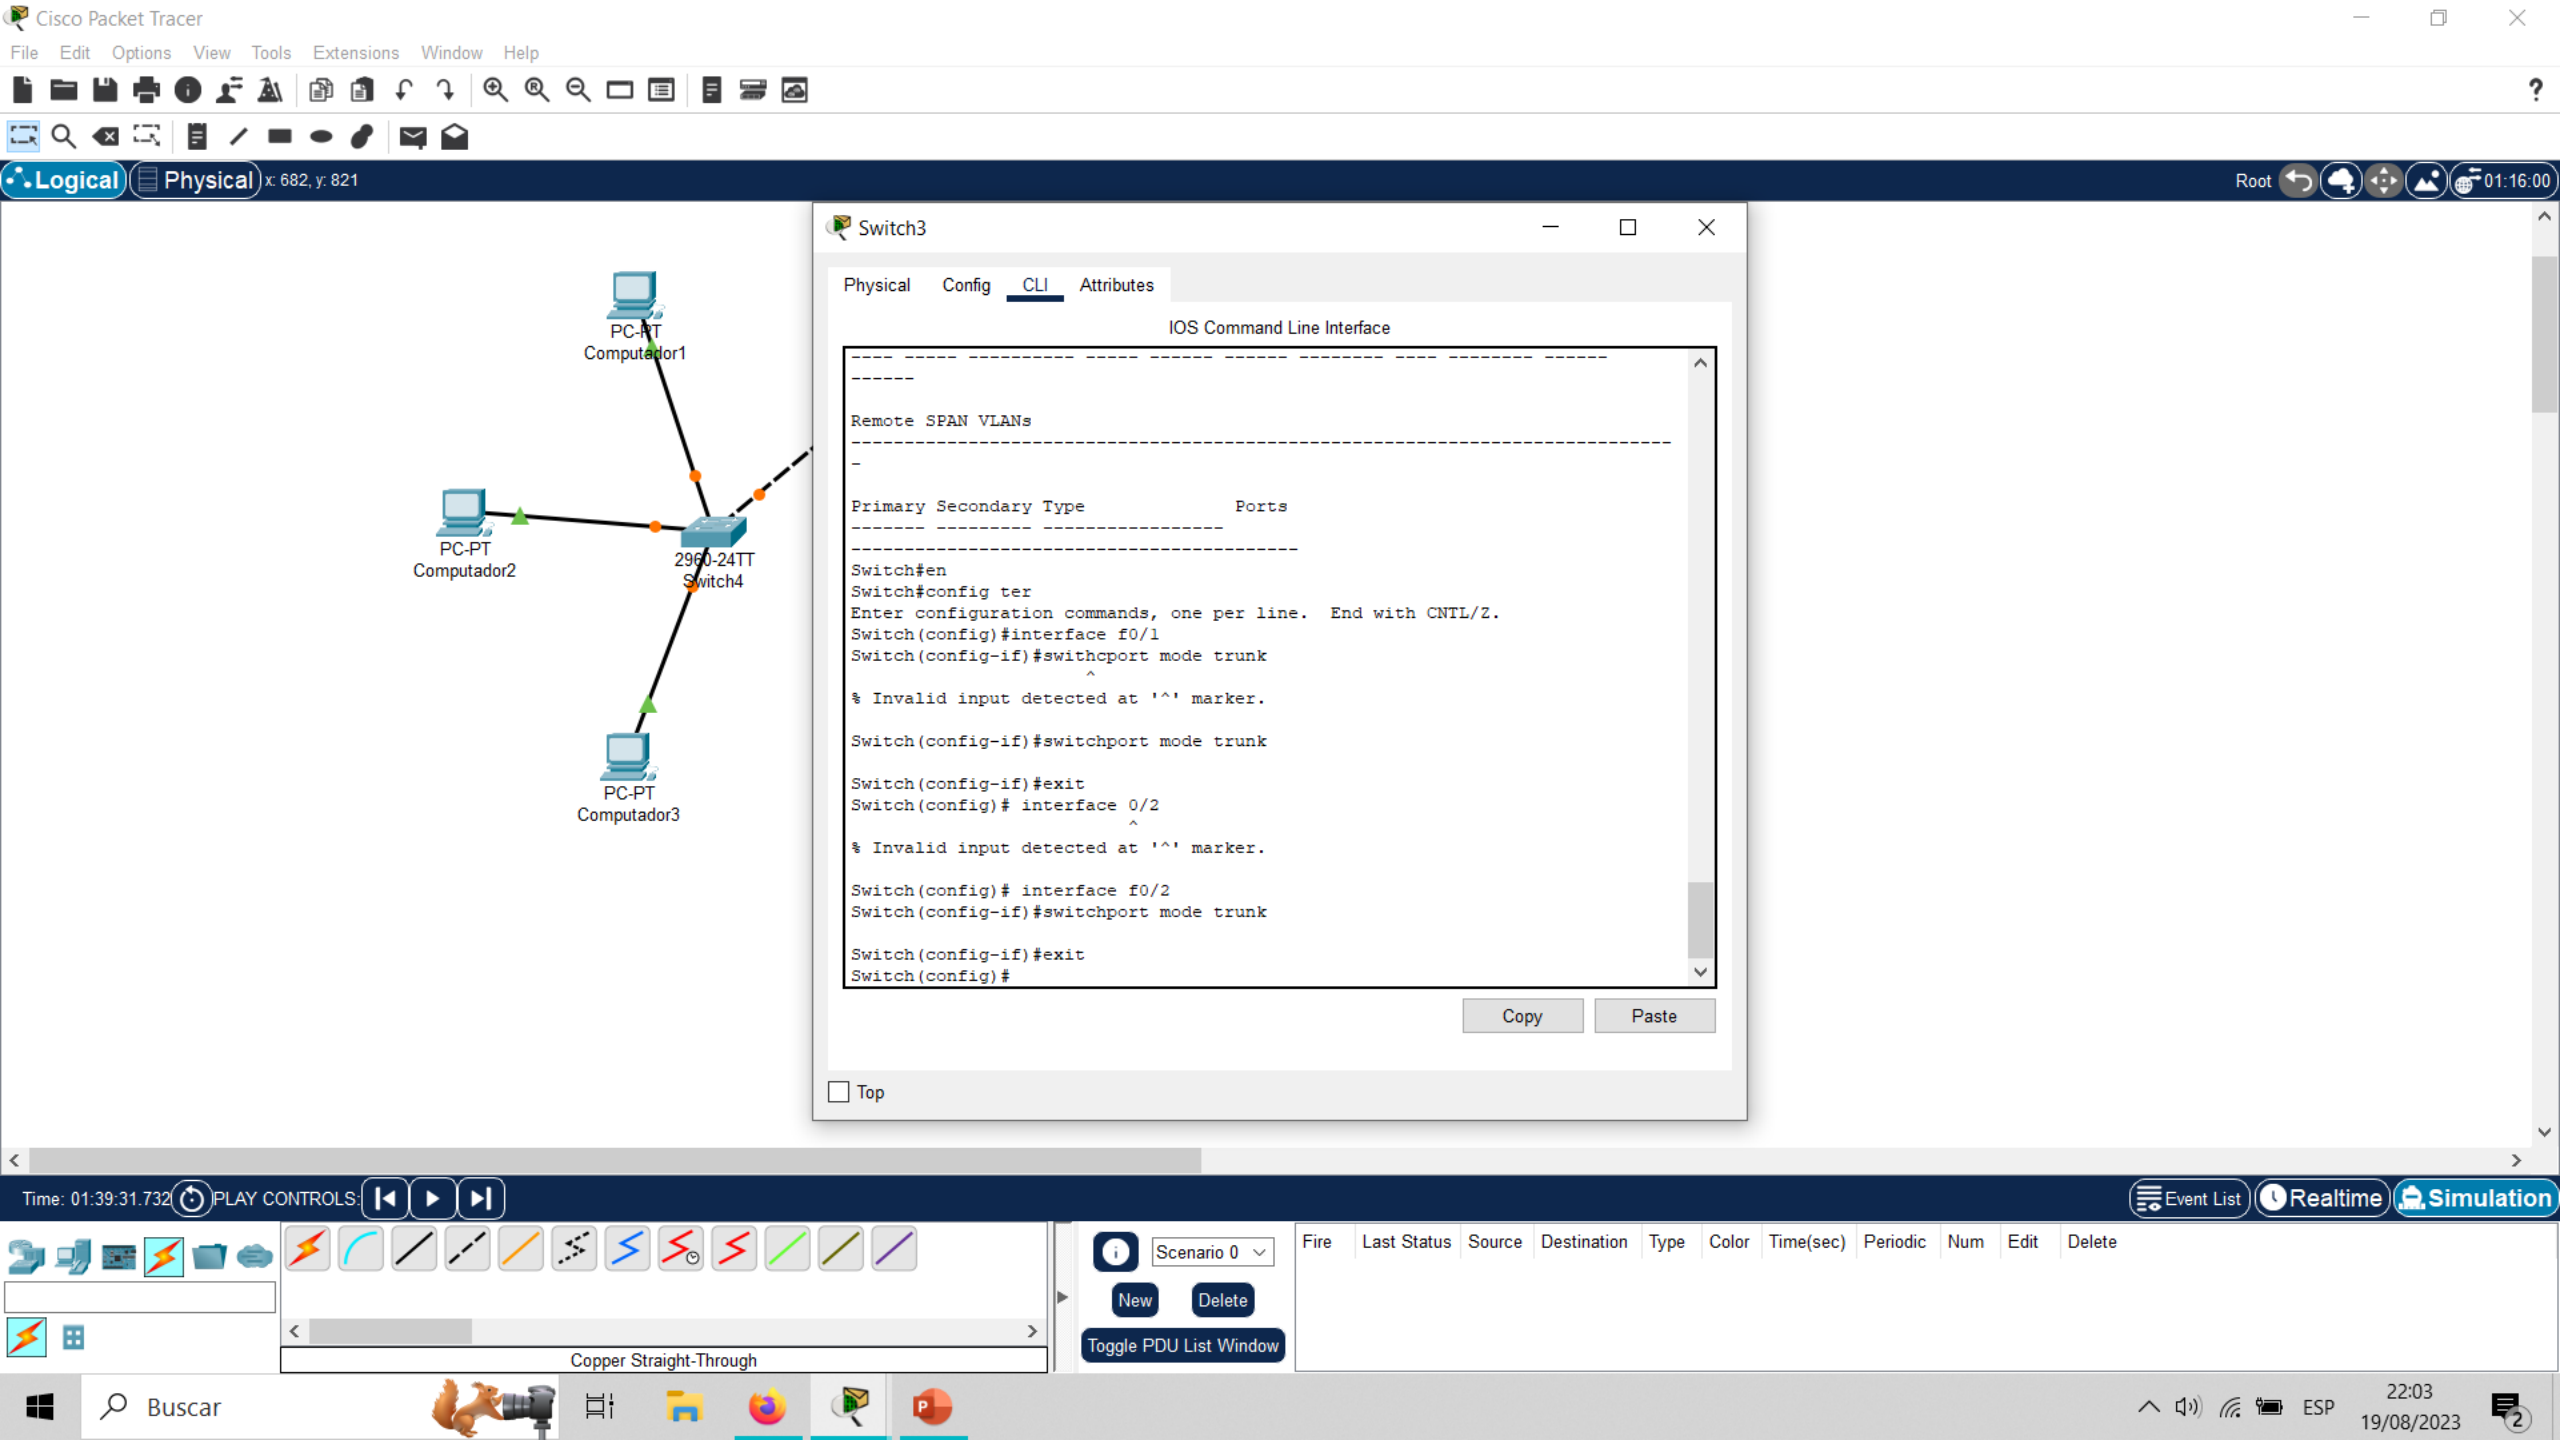 Cisco Packet Tracer
File Edit Options View Tools Extensions Window Help
?
Logical Physical x: 682, y: 821
Root 01:16:00
Switch3
Physical Config CLI Attributes
IOS Command Line Interface
---- ----- ---------- ----- ------ ------ -------- ---- -------- ------
------
Remote SPAN VLANs
------------------------------------------------------------------------------
-
Primary Secondary Type Ports
------- --------- -----------------
------------------------------------------
Switch#en
Switch#config ter
Enter configuration commands, one per line. End with CNTL/Z.
Switch(config)#interface f0/1
Switch(config-if)#swithcport mode trunk
^
% Invalid input detected at '^' marker.
Switch(config-if)#switchport mode trunk
Switch(config-if)#exit
Switch(config)# interface 0/2
^
% Invalid input detected at '^' marker.
Switch(config)# interface f0/2
Switch(config-if)#switchport mode trunk
Switch(config-if)#exit
Switch(config)#
Copy Paste
Top
PC-PT
Computador1
PC-PT
Computador2
2960-24TT
Switch4
PC-PT
Computador3
Time: 01:39:31.732 PLAY CONTROLS:
Event List Realtime Simulation
Scenario 0
New Delete
Toggle PDU List Window
Fire Last Status Source Destination Type Color Time(sec) Periodic Num Edit Delete
Copper Straight-Through
Buscar
ESP
22:03
19/08/2023
2